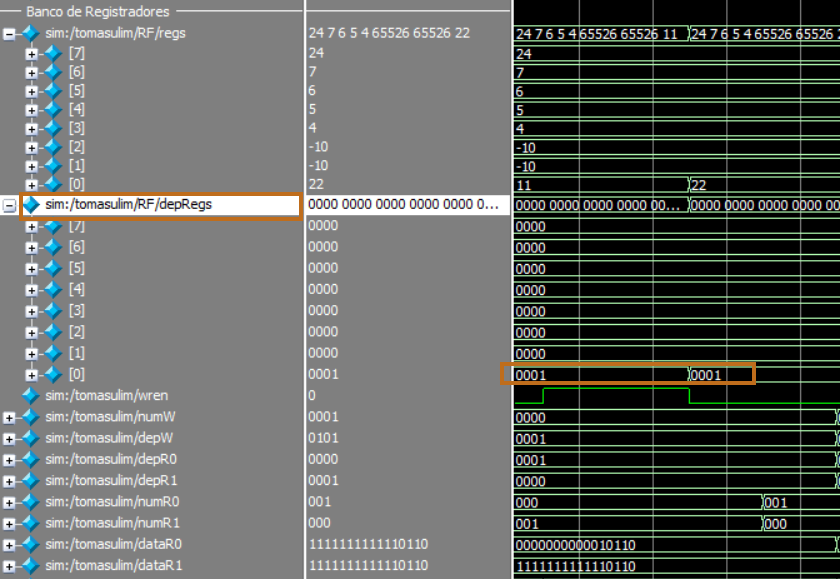 Banco de Registradores
sim:/tomasulim/RF/regs 24 7 6 5 4 65526 65526 22 24 7 6 5 4 65526 65526 11 24 7 6 5 4 65526 65526 2
[7] 24 24
[6] 7 7
[5] 6 6
[4] 5 5
[3] 4 4
[2] -10 -10
[1] -10 -10
[0] 22 11 22
sim:/tomasulim/RF/depRegs 0000 0000 0000 0000 0000 0... 0000 0000 0000 0000 00... 0000 0000 0000 0000 00
[7] 0000 0000
[6] 0000 0000
[5] 0000 0000
[4] 0000 0000
[3] 0000 0000
[2] 0000 0000
[1] 0000 0000
[0] 0001 0001 0001
sim:/tomasulim/wren 0
sim:/tomasulim/numW 0001 0000
sim:/tomasulim/depW 0101 0001
sim:/tomasulim/depR0 0000 0001
sim:/tomasulim/depR1 0001 0000
sim:/tomasulim/numR0 001 000 001
sim:/tomasulim/numR1 000 001 000
sim:/tomasulim/dataR0 1111111111110110 0000000000010110
sim:/tomasulim/dataR1 1111111111110110 1111111111110110